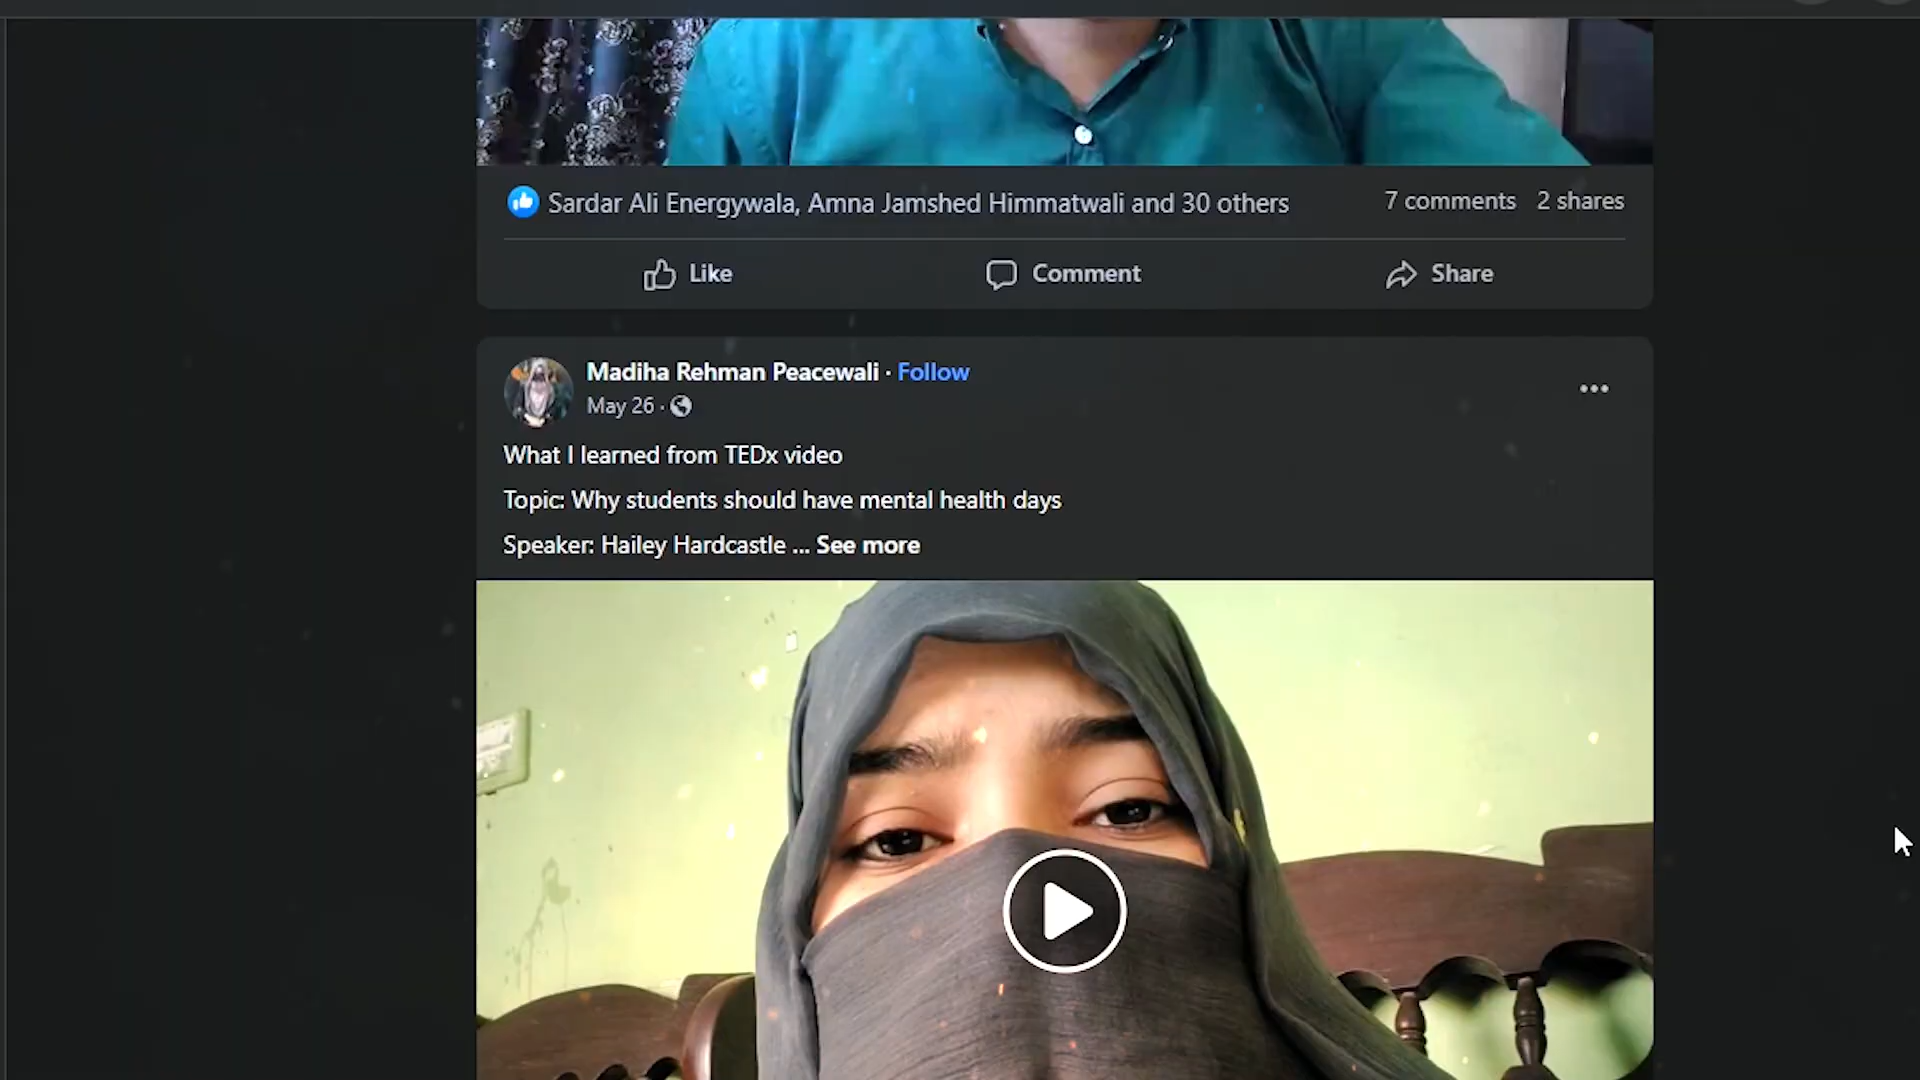 Sardar Ali Energywala, Amna Jamshed Himmatwali and 30 others 7 comments 2 shares
Like Comment Share
Madiha Rehman Peacewali · Follow
May 26 ·
What I learned from TEDx video
Topic: Why students should have mental health days
Speaker: Hailey Hardcastle ... See more